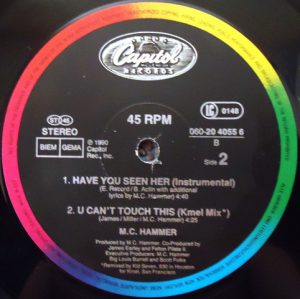 Capitol
RECORDS
ST 45
45 RPM
LC 0148
STEREO
060-20 4055 6
BIEM GEMA
℗ 1990
Capitol
Rec., Inc.
B
Side 2
1. HAVE YOU SEEN HER (Instrumental)
(E. Record / B. Acklin with additional
lyrics by M.C. Hammer) 4:40
2. U CAN'T TOUCH THIS (Kmel Mix*)
(James / Miller / M.C. Hammer) 4:25
M.C. HAMMER
Produced by M.C. Hammer Co-Produced by
James Earley and Felton Pilate II.
Executive Producers: M.C. Hammer
Big Louis Burrell and Scott Folks
*Remixed by Kid Seven, 930 in Houston
for Kmel, San Francisco